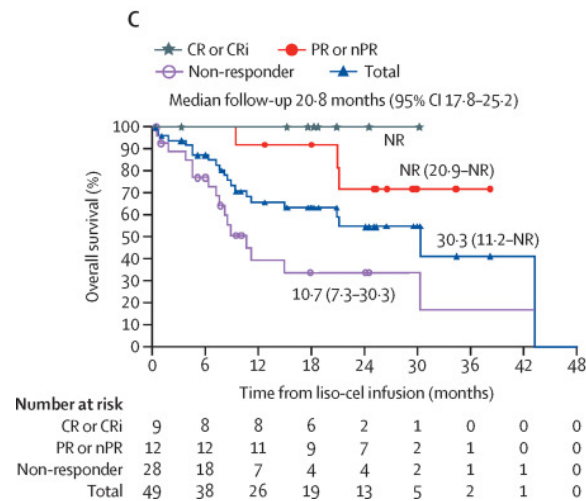 C
CR or CRi PR or nPR
Non-responder Total
Median follow-up 20·8 months (95% CI 17·8–25·2)
100
90
80
70
60
50
40
30
20
10
0
Overall survival (%)
NR
NR (20·9–NR)
30·3 (11·2–NR)
10·7 (7·3–30·3)
0 6 12 18 24 30 36 42 48
Time from liso-cel infusion (months)
Number at risk
CR or CRi 9 8 8 6 2 1 0 0 0
PR or nPR 12 12 11 9 7 2 1 0 0
Non-responder 28 18 7 4 4 2 1 1 0
Total 49 38 26 19 13 5 2 1 0